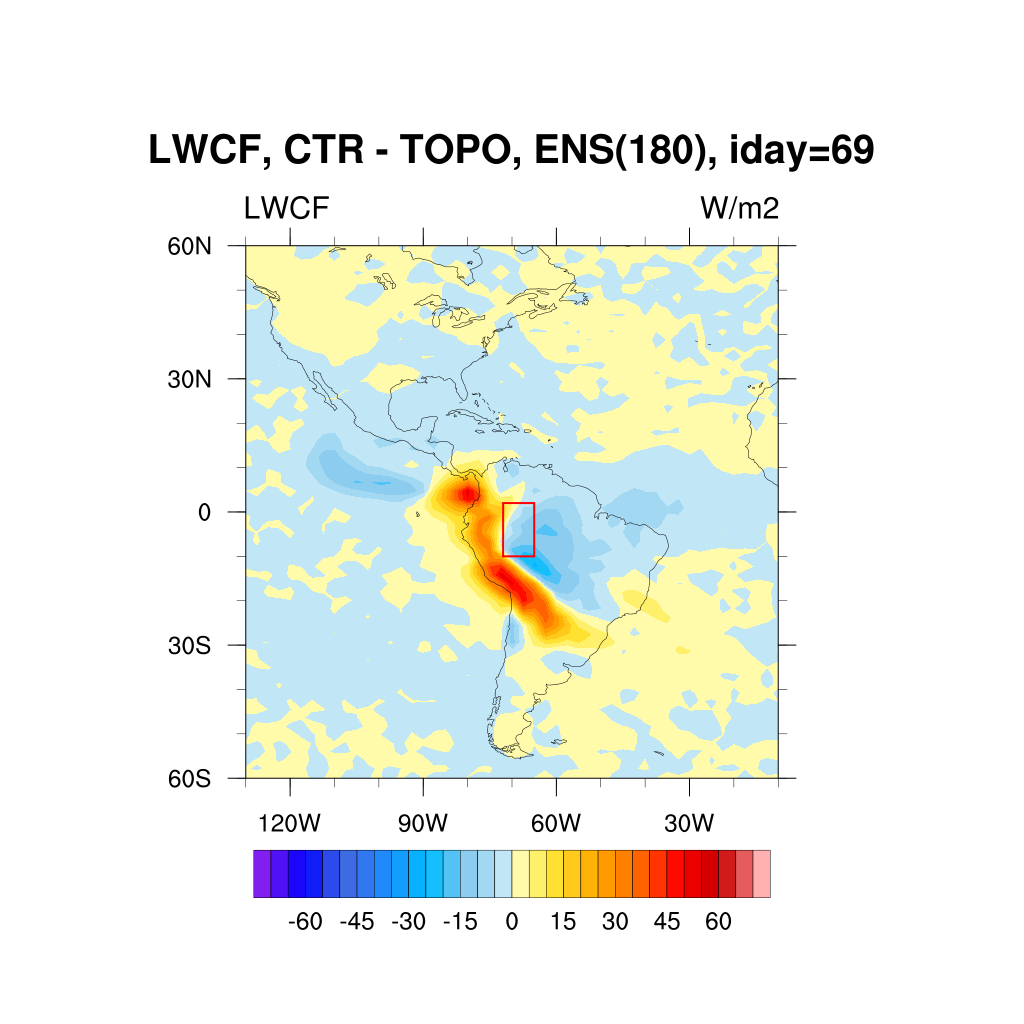 LWCF, CTR - TOPO, ENS(180), iday=69
LWCF W/m2
60N
30N
0
30S
60S
120W 90W 60W 30W
-60 -45 -30 -15 0 15 30 45 60